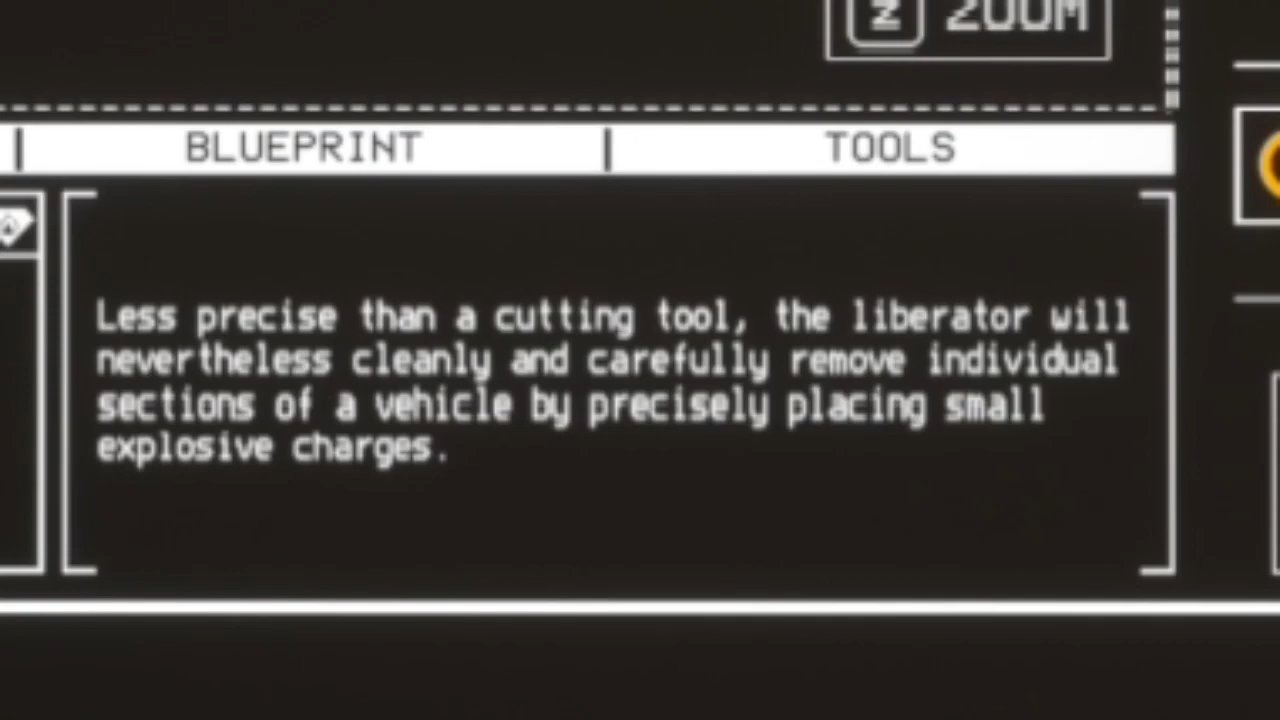 Z ZOOM
BLUEPRINT TOOLS
Less precise than a cutting tool, the liberator will
nevertheless cleanly and carefully remove individual
sections of a vehicle by precisely placing small
explosive charges.